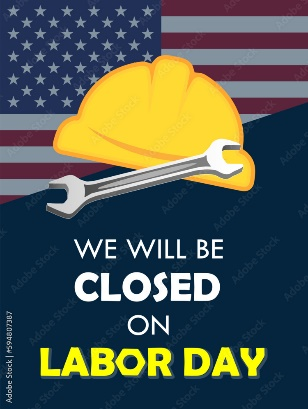 WE WILL BE
CLOSED
ON
LABOR DAY
Adobe Stock | #594807387